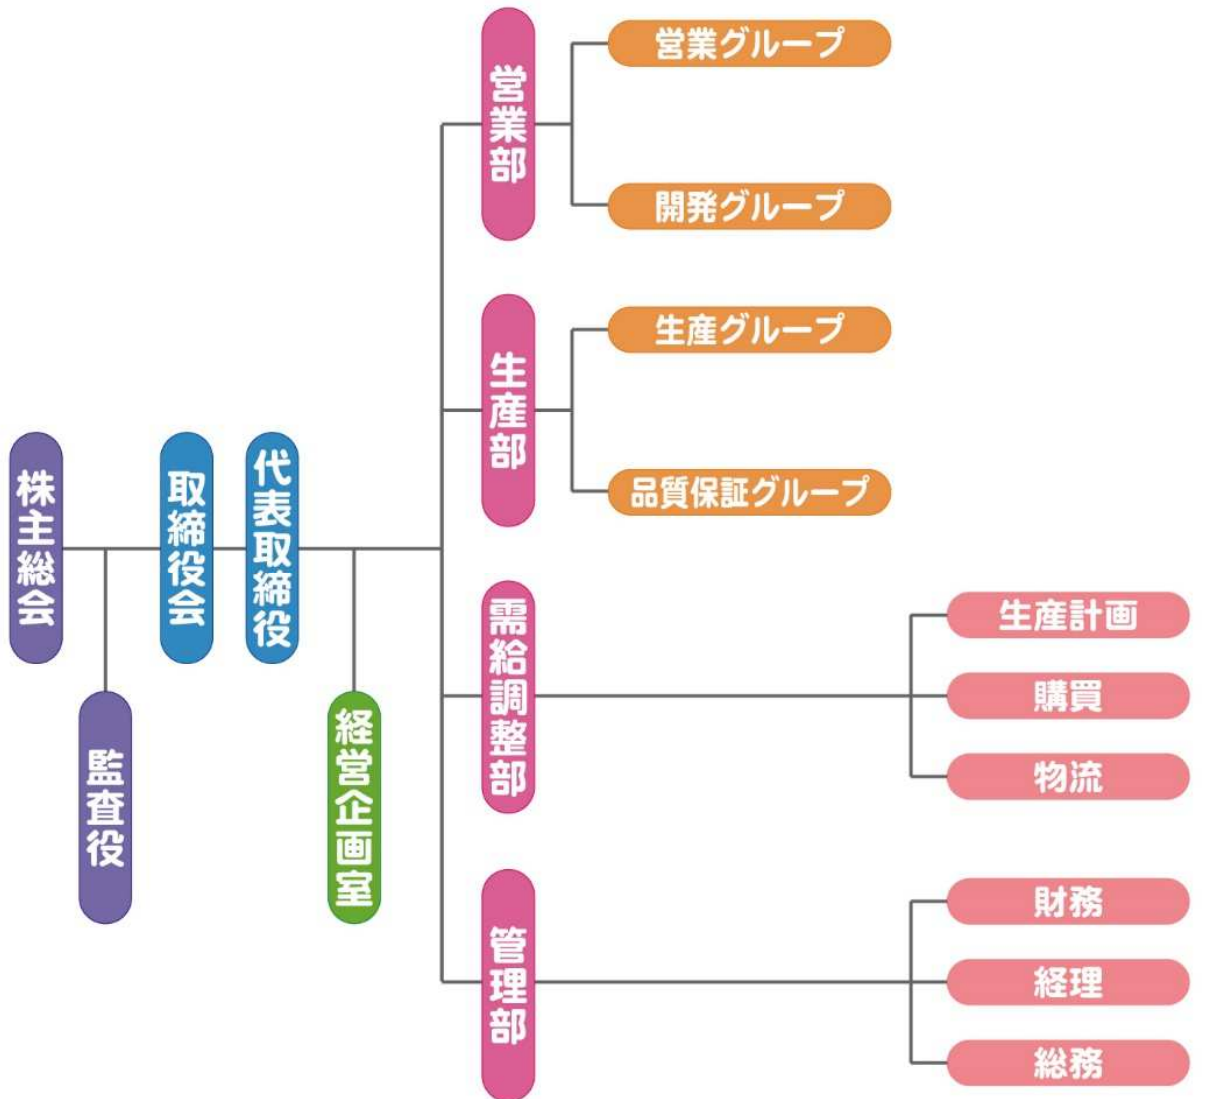 株主総会
監査役
取締役会
代表取締役
経営企画室
営業部
営業グループ
開発グループ
生産部
生産グループ
品質保証グループ
需給調整部
生産計画
購買
物流
管理部
財務
経理
総務